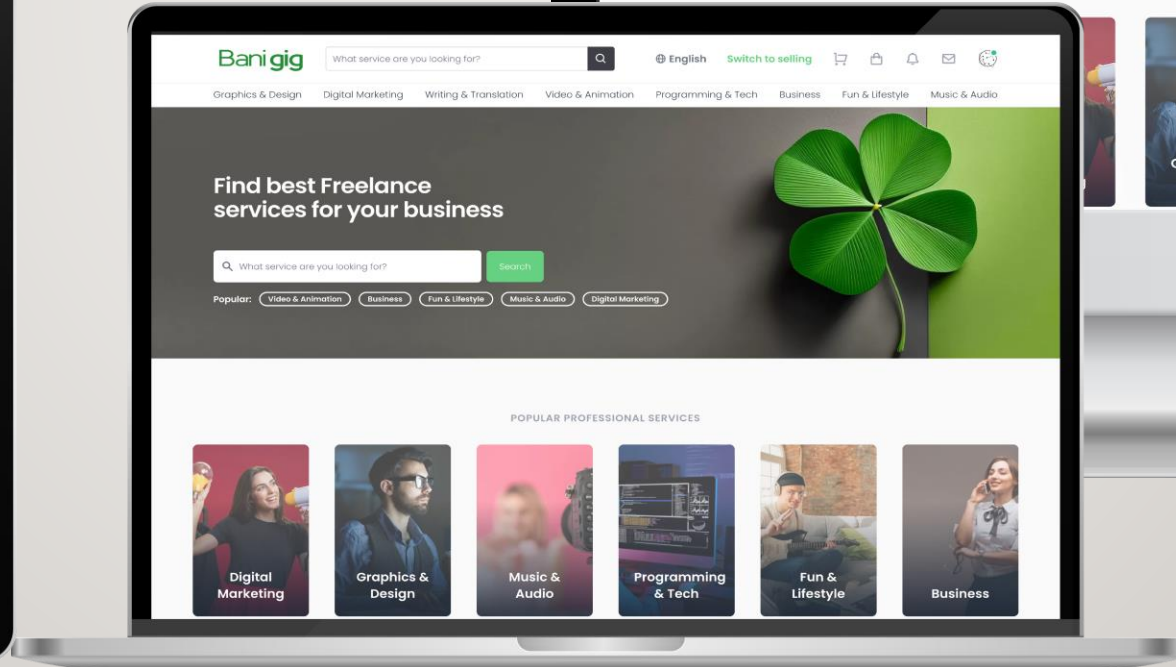 Bani gig
What service are you looking for?
English
Switch to selling
Graphics & Design
Digital Marketing
Writing & Translation
Video & Animation
Programming & Tech
Business
Fun & Lifestyle
Music & Audio
Find best Freelance
services for your business
What service are you looking for?
Search
Popular:
Video & Animation
Business
Fun & Lifestyle
Music & Audio
Digital Marketing
POPULAR PROFESSIONAL SERVICES
Digital
Marketing
Graphics &
Design
Music &
Audio
Programming
& Tech
Fun &
Lifestyle
Business